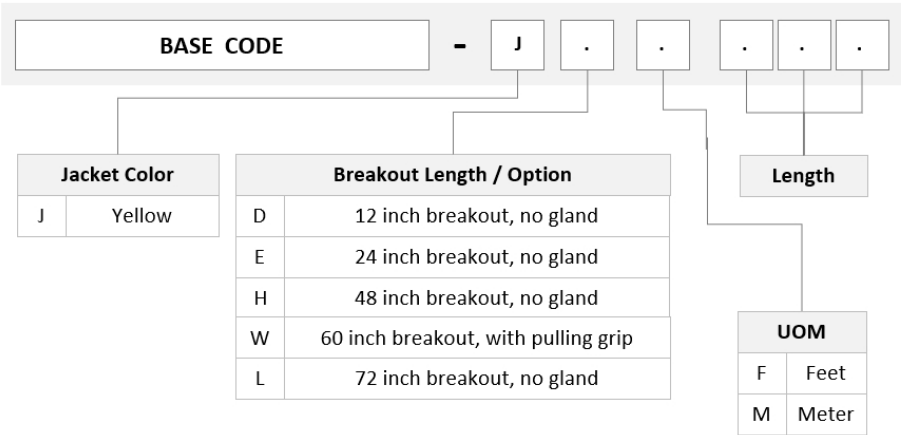 BASE CODE - J . . . . .
Jacket Color
J Yellow
Breakout Length / Option
D 12 inch breakout, no gland
E 24 inch breakout, no gland
H 48 inch breakout, no gland
W 60 inch breakout, with pulling grip
L 72 inch breakout, no gland
Length
UOM
F Feet
M Meter